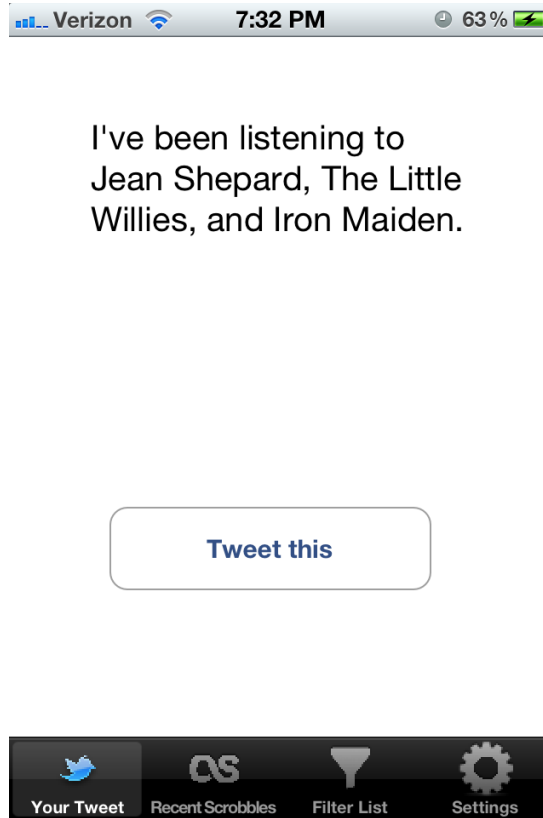 Verizon 7:32 PM 63%
I've been listening to
Jean Shepard, The Little
Willies, and Iron Maiden.
Tweet this
Your Tweet Recent Scrobbles Filter List Settings